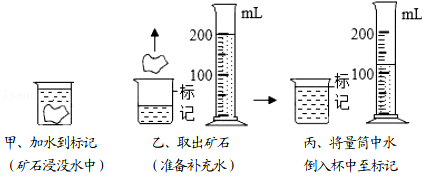 mL
200
100
标
记
mL
200
100
标
记
甲、加水到标记
（矿石浸没水中）
乙、取出矿石
（准备补充水）
丙、将量筒中水
倒入杯中至标记